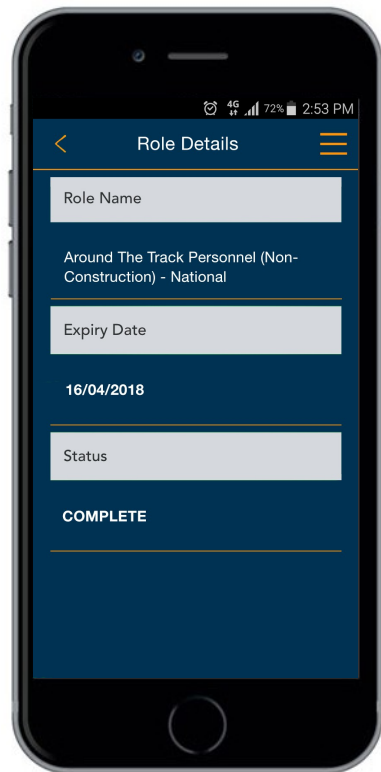 4G 72% 2:53 PM
Role Details
Role Name
Around The Track Personnel (Non-
Construction) - National
Expiry Date
16/04/2018
Status
COMPLETE